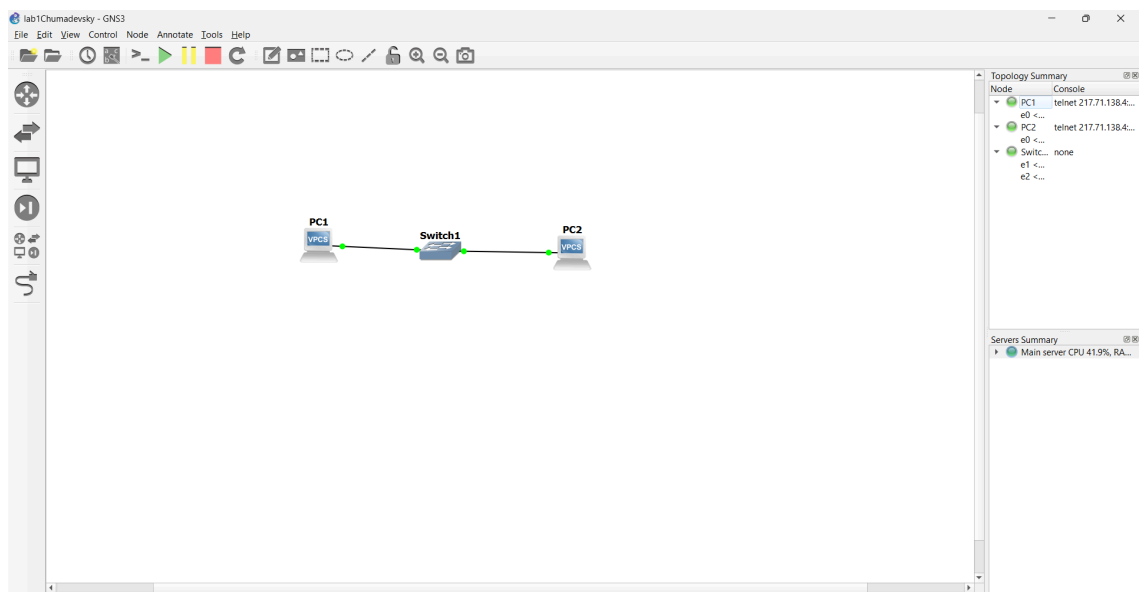 lab1Chumadevsky - GNS3
File Edit View Control Node Annotate Tools Help
Topology Summary
Node Console
PC1 telnet 217.71.138.4:...
e0 <...
PC2 telnet 217.71.138.4:...
e0 <...
Switc... none
e1 <...
e2 <...
PC1
VPCS
Switch1
PC2
VPCS
Servers Summary
Main server CPU 41.9%, RA...